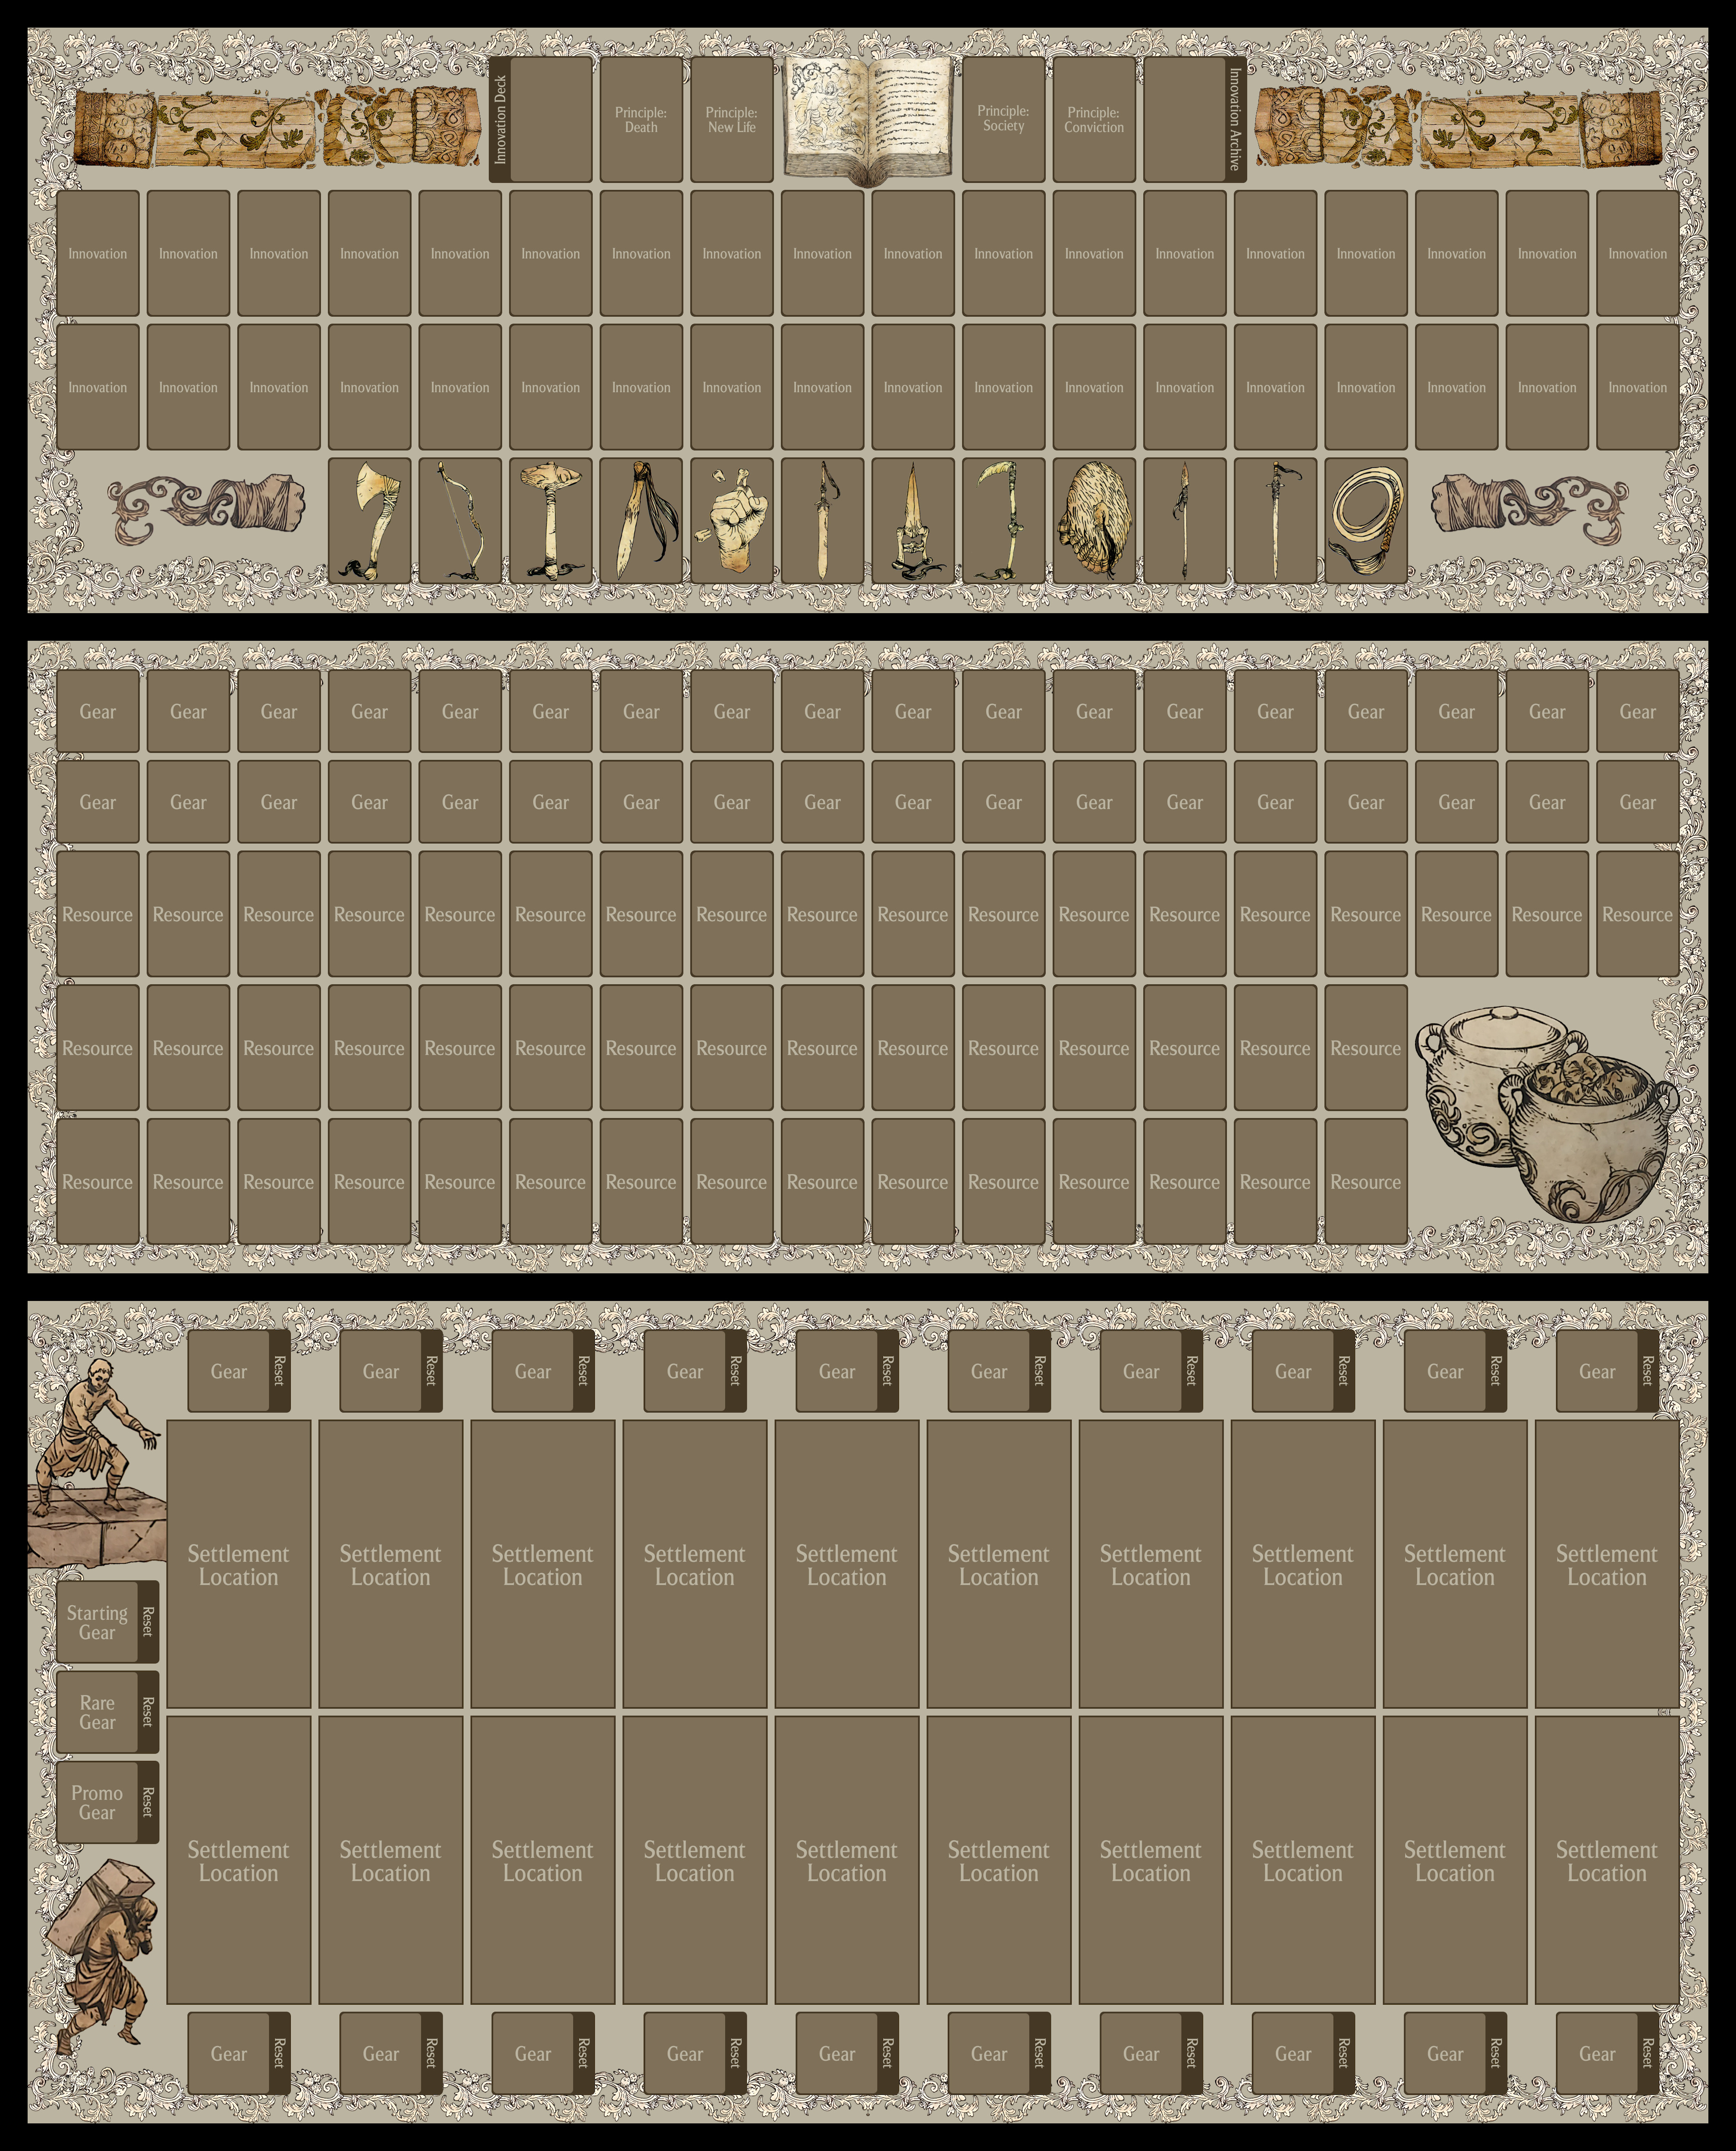 Innovation Deck
Principle:
Death
Principle:
New Life
Principle:
Society
Principle:
Conviction
Innovation Archive
Innovation Innovation Innovation Innovation Innovation Innovation Innovation Innovation Innovation Innovation Innovation Innovation Innovation Innovation Innovation Innovation Innovation Innovation
Innovation Innovation Innovation Innovation Innovation Innovation Innovation Innovation Innovation Innovation Innovation Innovation Innovation Innovation Innovation Innovation Innovation Innovation
Gear Gear Gear Gear Gear Gear Gear Gear Gear Gear Gear Gear Gear Gear Gear Gear Gear Gear
Gear Gear Gear Gear Gear Gear Gear Gear Gear Gear Gear Gear Gear Gear Gear Gear Gear Gear
Resource Resource Resource Resource Resource Resource Resource Resource Resource Resource Resource Resource Resource Resource Resource Resource Resource Resource
Resource Resource Resource Resource Resource Resource Resource Resource Resource Resource Resource Resource Resource Resource Resource
Resource Resource Resource Resource Resource Resource Resource Resource Resource Resource Resource Resource Resource Resource Resource
Gear Reset Gear Reset Gear Reset Gear Reset Gear Reset Gear Reset Gear Reset Gear Reset Gear Reset Gear Reset
Settlement Settlement Settlement Settlement Settlement Settlement Settlement Settlement Settlement Settlement
Location Location Location Location Location Location Location Location Location Location
Starting
Gear
Reset
Rare
Gear
Reset
Promo
Gear
Reset
Settlement Settlement Settlement Settlement Settlement Settlement Settlement Settlement Settlement Settlement
Location Location Location Location Location Location Location Location Location Location
Gear Reset Gear Reset Gear Reset Gear Reset Gear Reset Gear Reset Gear Reset Gear Reset Gear Reset Gear Reset